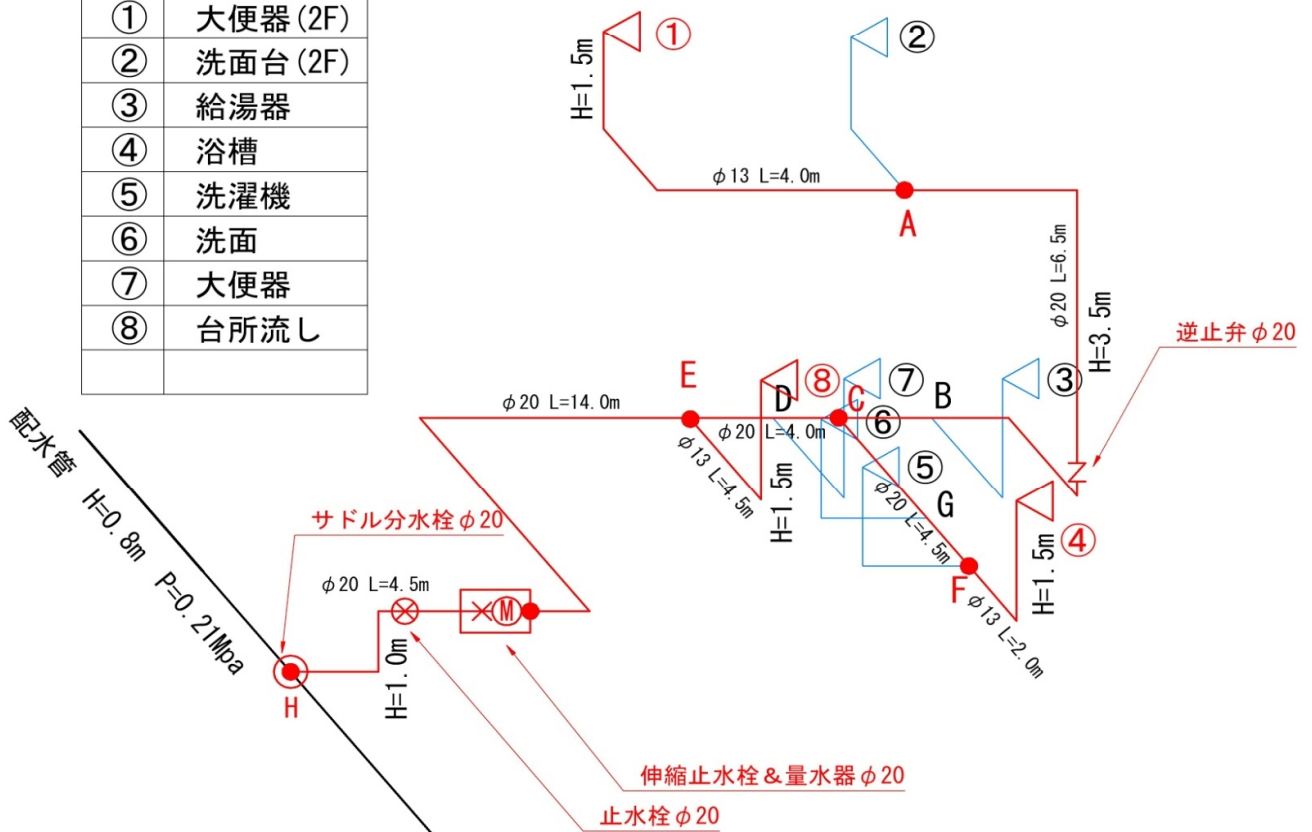 ① 大便器(2F)
② 洗面台(2F)
③ 給湯器
④ 浴槽
⑤ 洗濯機
⑥ 洗面
⑦ 大便器
⑧ 台所流し
①
②
H=1.5m
φ13 L=4.0m
A
φ20 L=6.5m
H=3.5m
逆止弁φ20
E
⑧
⑦
③
D
C
B
φ20 L=14.0m
φ20 L=4.0m
⑥
φ13 L=4.5m
H=1.5m
⑤
φ20 L=4.5m
G
④
H=1.5m
F
φ13 L=2.0m
配水管 H=0.8m P=0.21Mpa
サドル分水栓φ20
φ20 L=4.5m
M
H=1.0m
H
伸縮止水栓&量水器φ20
止水栓φ20